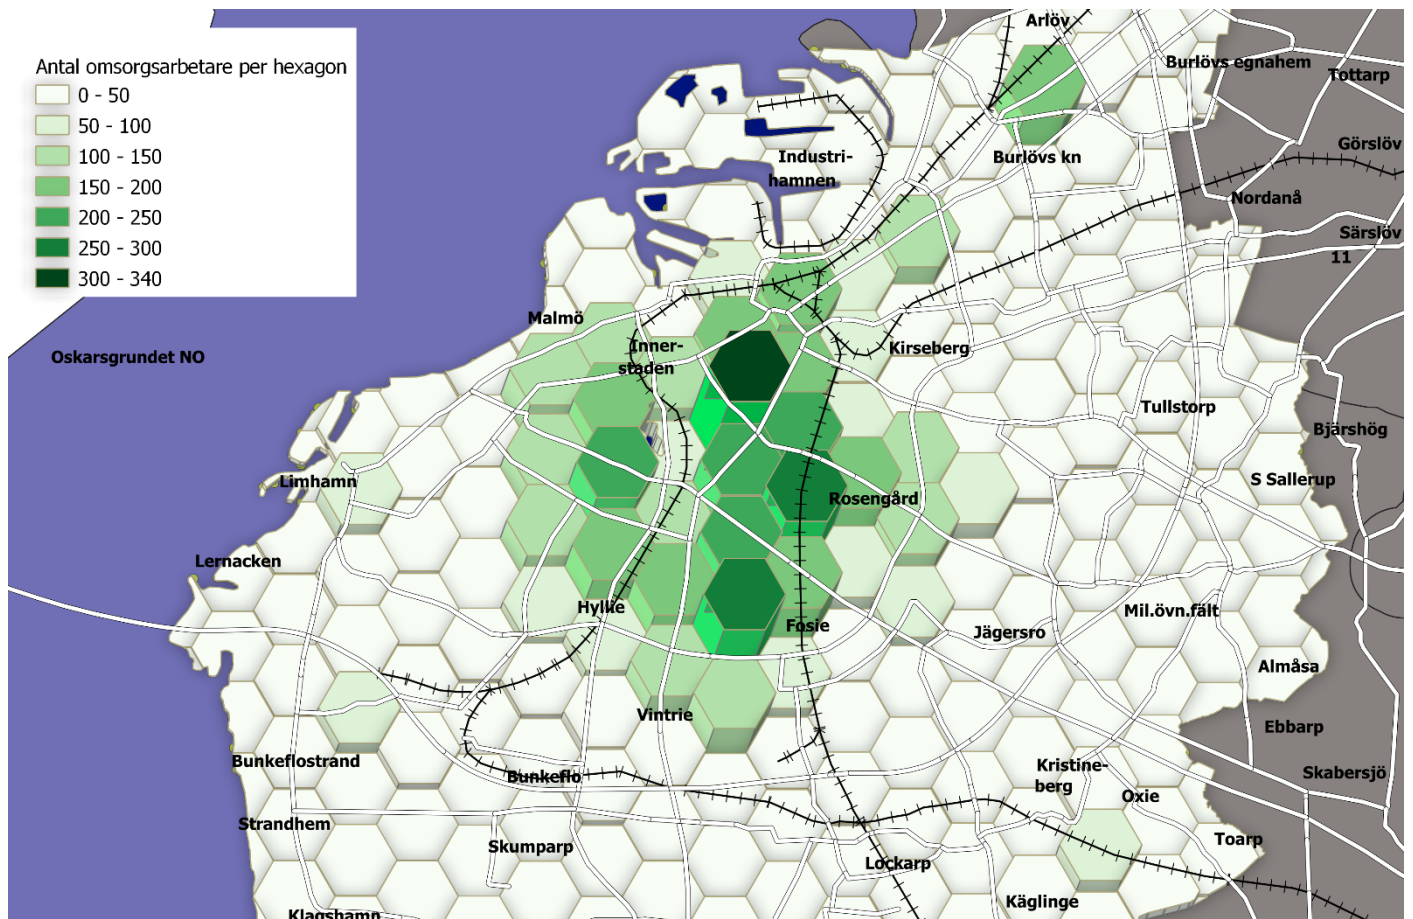 Antal omsorgsarbetare per hexagon
0 - 50
50 - 100
100 - 150
150 - 200
200 - 250
250 - 300
300 - 340
Arlöv
Burlövs egnahem
Tottarp
Görslöv
Industri-
hamnen
Burlövs kn
Nordanå
Särslöv
11
Malmö
Inner-
staden
Kirseberg
Oskarsgrundet NO
Tullstorp
Bjärshög
Limhamn
Rosengård
S Sallerup
Lernacken
Hyllie
Fosie
Jägersro
Mil.övn.fält
Almåsa
Vintrie
Ebbarp
Bunkeflostrand
Bunkeflo
Kristine-
berg
Skabersjö
Oxie
Strandhem
Skumparp
Toarp
Lockarp
Käglinge
Klagshamn